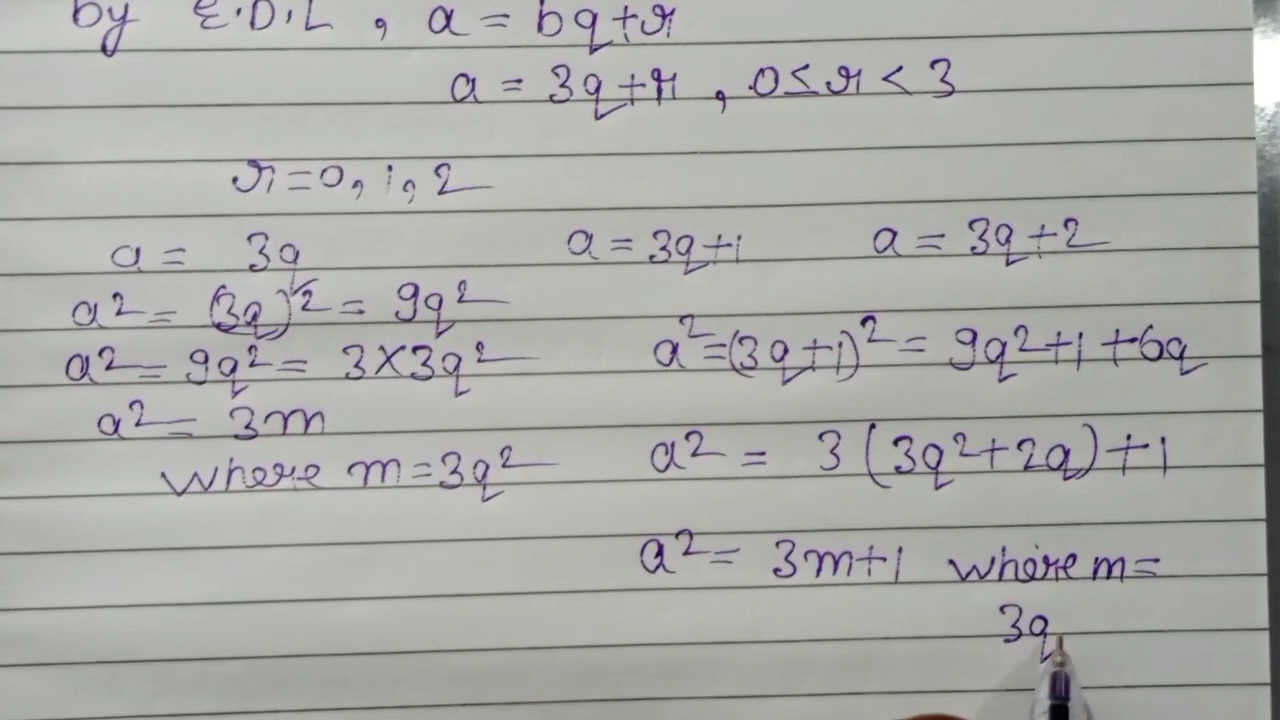 by E.D.L , a = bq+r
a = 3q+r , 0≤r<3
r=0, 1, 2
a = 3q
a = 3q+1
a = 3q+2
a² = (3q)² = 9q²
a² = 9q² = 3×3q²
a²=(3q+1)² = 9q²+1+6q
a² = 3m
where m=3q²
a² = 3(3q²+2q)+1
a² = 3m+1 where m=
3q